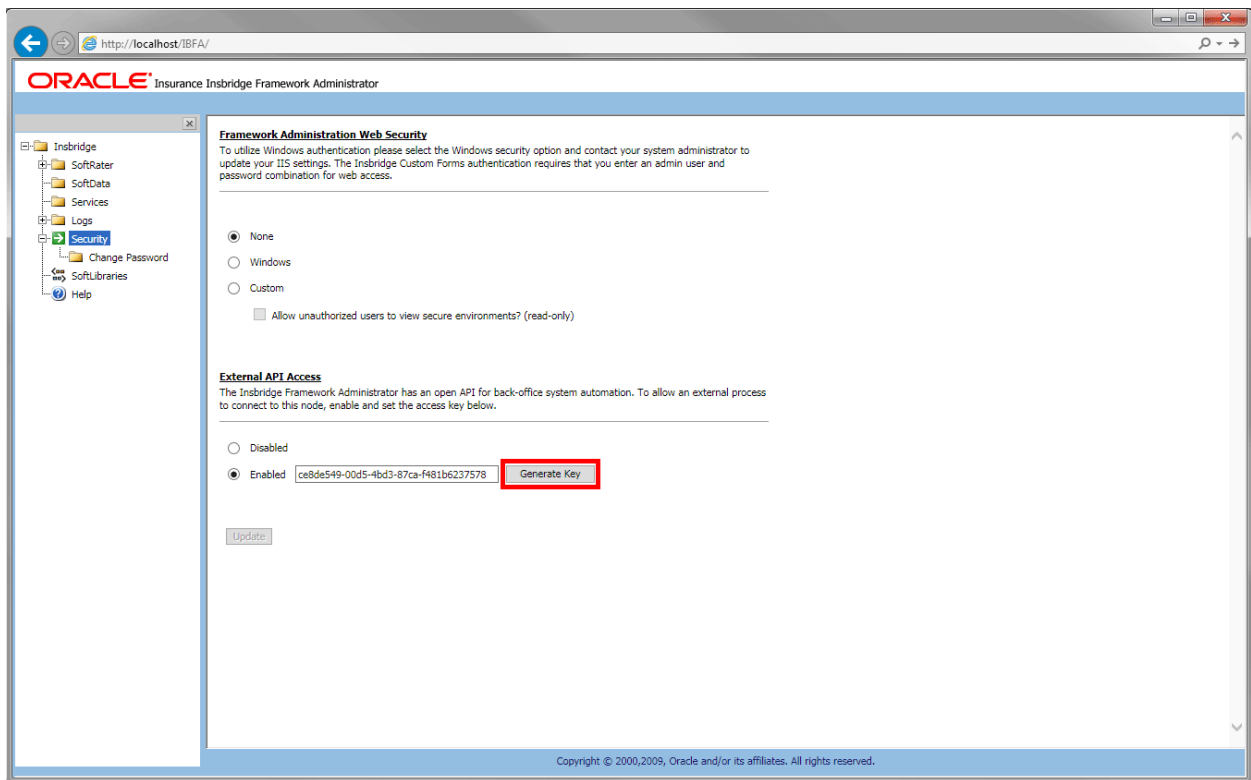 http://localhost/IBFA/
ORACLE Insurance Insbridge Framework Administrator
Insbridge
SoftRater
SoftData
Services
Logs
Security
Change Password
SoftLibraries
Help
Framework Administration Web Security
To utilize Windows authentication please select the Windows security option and contact your system administrator to
update your IIS settings. The Insbridge Custom Forms authentication requires that you enter an admin user and
password combination for web access.
None
Windows
Custom
Allow unauthorized users to view secure environments? (read-only)
External API Access
The Insbridge Framework Administrator has an open API for back-office system automation. To allow an external process
to connect to this node, enable and set the access key below.
Disabled
Enabled ce8de549-00d5-4bd3-87ca-f481b6237578 Generate Key
Update
Copyright © 2000,2009, Oracle and/or its affiliates. All rights reserved.